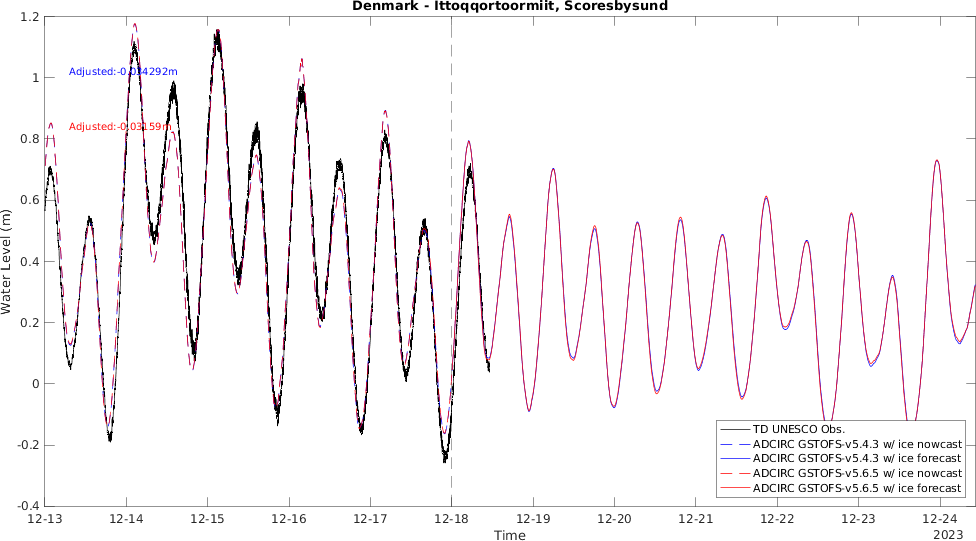 Denmark - Ittoqqortoormiit, Scoresbysund
1.2
1
0.8
0.6
0.4
0.2
0
-0.2
-0.4
Water Level (m)
Adjusted:-0.034292m
Adjusted:-0.03159m
TD UNESCO Obs.
ADCIRC GSTOFS-v5.4.3 w/ ice nowcast
ADCIRC GSTOFS-v5.4.3 w/ ice forecast
ADCIRC GSTOFS-v5.6.5 w/ ice nowcast
ADCIRC GSTOFS-v5.6.5 w/ ice forecast
12-13 12-14 12-15 12-16 12-17 12-18 12-19 12-20 12-21 12-22 12-23 12-24
Time
2023